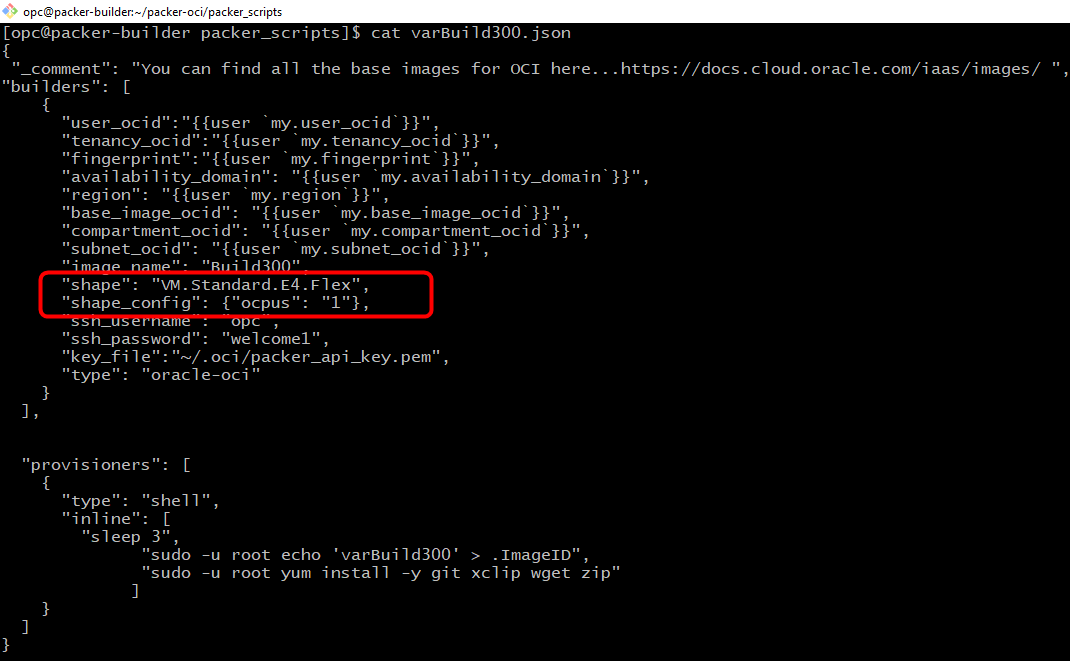 opc@packer-builder:~/packer-oci/packer_scripts
[opc@packer-builder packer_scripts]$ cat varBuild300.json
{
 "_comment": "You can find all the base images for OCI here...https://docs.cloud.oracle.com/iaas/images/ ",
"builders": [
    {
      "user_ocid":"{{user `my.user_ocid`}}",
      "tenancy_ocid":"{{user `my.tenancy_ocid`}}",
      "fingerprint":"{{user `my.fingerprint`}}",
      "availability_domain": "{{user `my.availability_domain`}}",
      "region": "{{user `my.region`}}",
      "base_image_ocid": "{{user `my.base_image_ocid`}}",
      "compartment_ocid": "{{user `my.compartment_ocid`}}",
      "subnet_ocid": "{{user `my.subnet_ocid`}}",
      "image_name": "Build300",
      "shape": "VM.Standard.E4.Flex",
      "shape_config": {"ocpus": "1"},
      "ssh_username": "opc",
      "ssh_password": "welcome1",
      "key_file":"~/.oci/packer_api_key.pem",
      "type": "oracle-oci"
    }
  ],
  "provisioners": [
    {
      "type": "shell",
      "inline": [
        "sleep 3",
              "sudo -u root echo 'varBuild300' > .ImageID",
              "sudo -u root yum install -y git xclip wget zip"
             ]
    }
  ]
}